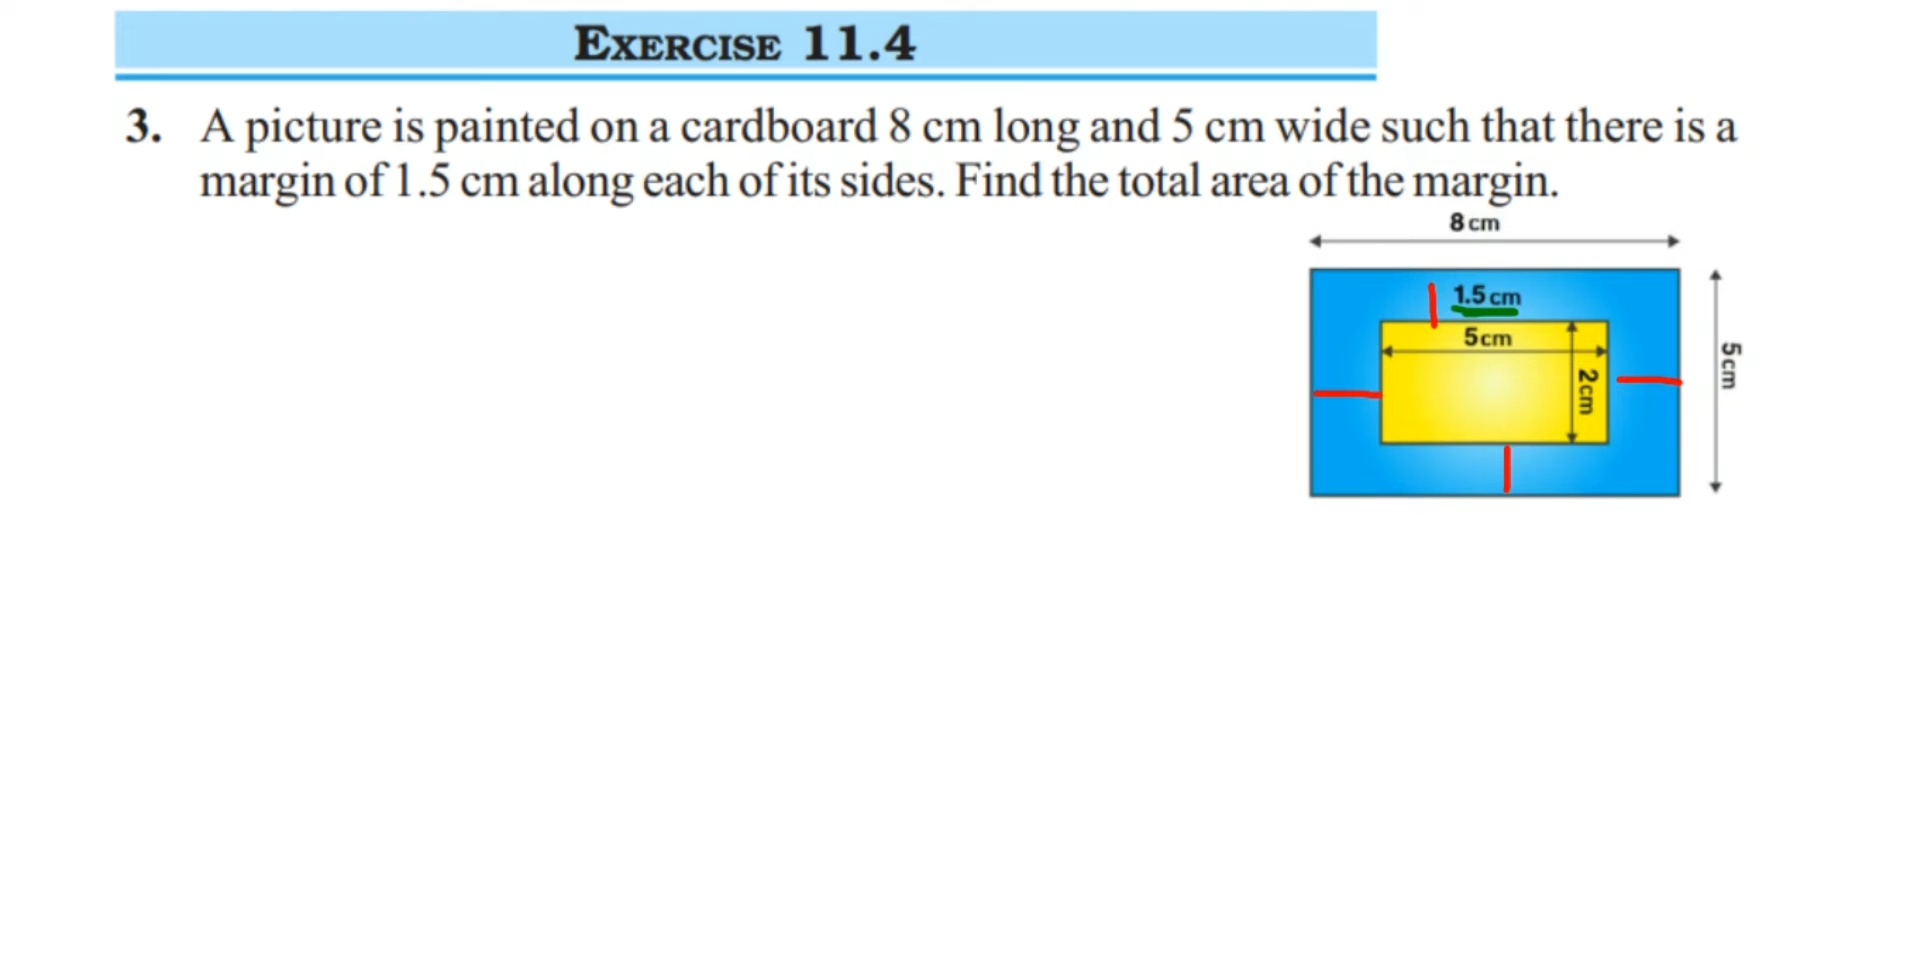 EXERCISE 11.4
3. A picture is painted on a cardboard 8 cm long and 5 cm wide such that there is a
margin of 1.5 cm along each of its sides. Find the total area of the margin.
8 cm
1.5 cm
5 cm
2 cm
5 cm